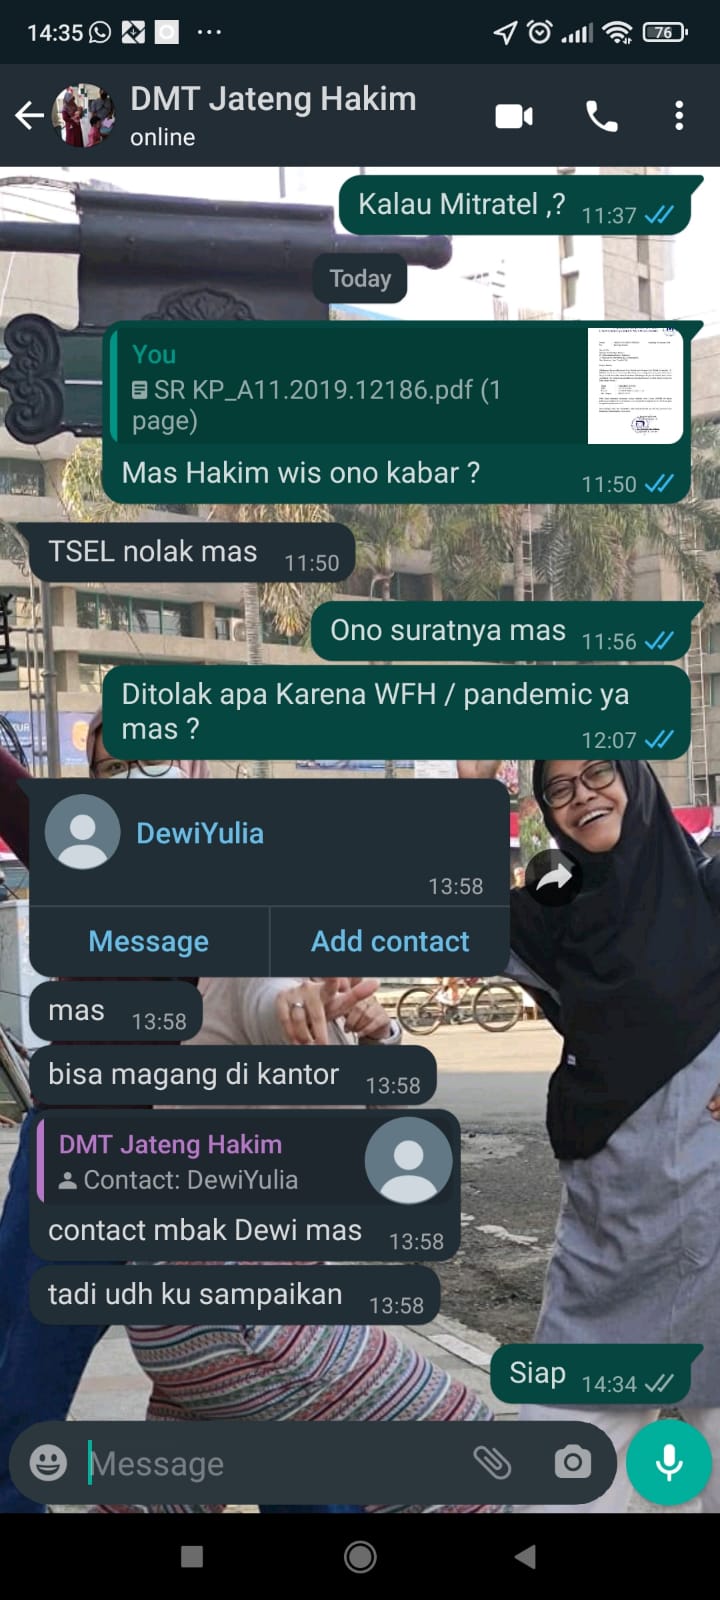 14:35
76
DMT Jateng Hakim
online
Kalau Mitratel ,? 11:37
Today
You
SR KP_A11.2019.12186.pdf (1
page)
Mas Hakim wis ono kabar ? 11:50
TSEL nolak mas 11:50
Ono suratnya mas 11:56
Ditolak apa Karena WFH / pandemic ya
mas ? 12:07
DewiYulia
13:58
Message Add contact
mas 13:58
bisa magang di kantor 13:58
DMT Jateng Hakim
Contact: DewiYulia
contact mbak Dewi mas 13:58
tadi udh ku sampaikan 13:58
Siap 14:34
Message